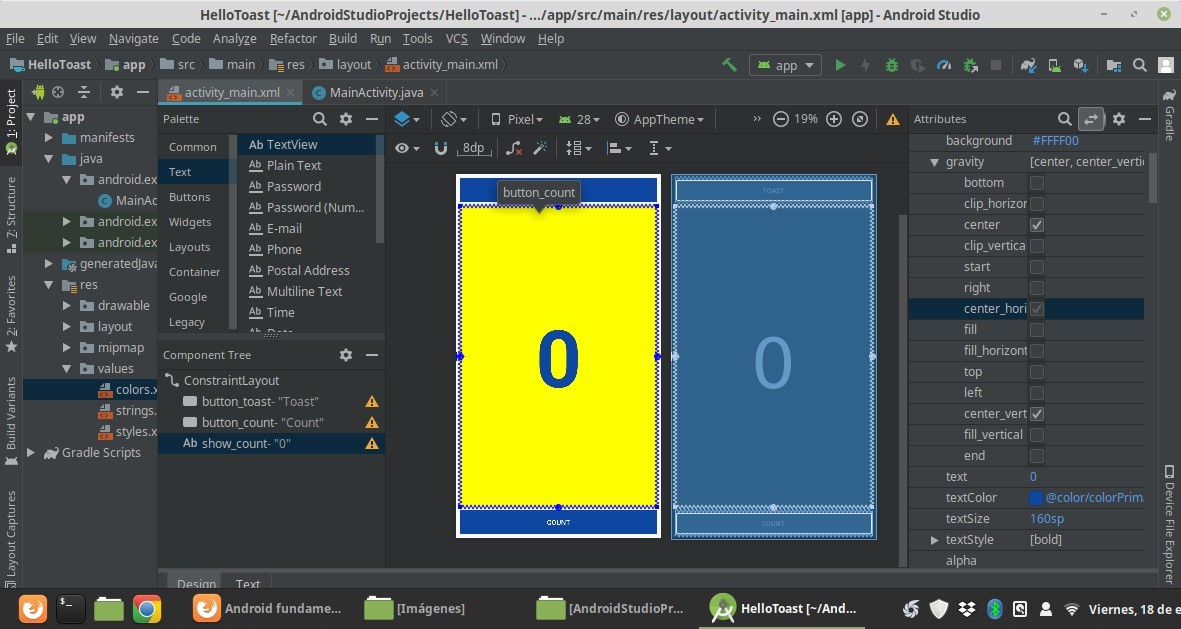 HelloToast [~/AndroidStudioProjects/HelloToast] - .../app/src/main/res/layout/activity_main.xml [app] - Android Studio
File Edit View Navigate Code Analyze Refactor Build Run Tools VCS Window Help
HelloToast app src main res layout activity_main.xml app
1: Project
Z: Structure
2: Favorites
Build Variants
Layout Captures
app
manifests
java
android.ex
MainAc
android.ex
android.ex
generatedJava
res
drawable
layout
mipmap
values
colors.x
strings.
styles.x
Gradle Scripts
activity_main.xml MainActivity.java
Palette
Common
Text
Buttons
Widgets
Layouts
Container
Google
Legacy
Ab TextView
Ab Plain Text
Ab Password
Ab Password (Num...
Ab E-mail
Ab Phone
Ab Postal Address
Ab Multiline Text
Ab Time
Ab Date
Component Tree
ConstraintLayout
button_toast- "Toast"
button_count- "Count"
Ab show_count- "0"
Pixel 28 AppTheme » 19%
8dp
button_count
0
COUNT
TOAST
0
COUNT
Design Text
Attributes
background #FFFF00
gravity [center, center_vertic
bottom
clip_horizor
center
clip_vertica
start
right
center_hori
fill
fill_horizont
top
left
center_vert
fill_vertical
end
text 0
textColor @color/colorPrim
textSize 160sp
textStyle [bold]
alpha
Gradle
Device File Explorer
Android fundame... [Imágenes] [AndroidStudioPr... HelloToast [~/And... Viernes, 18 de e